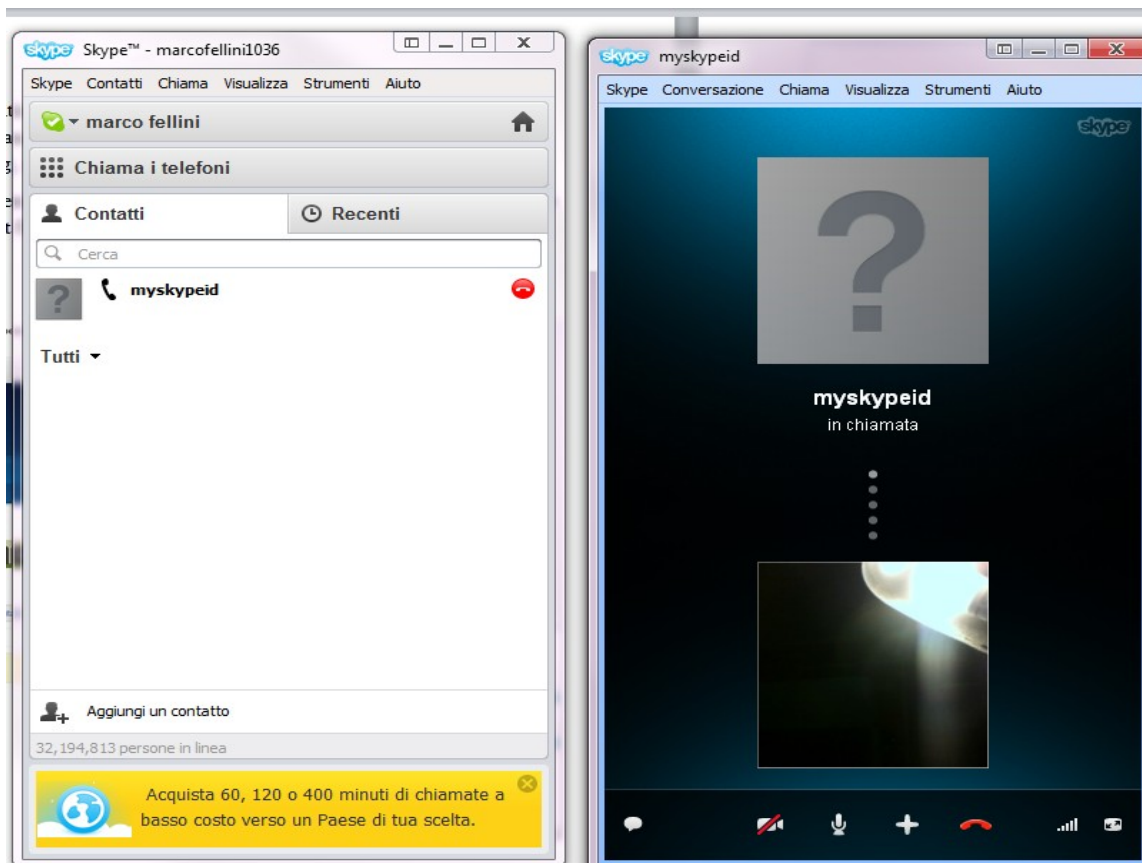 skype Skype™ - marcofellini1036
Skype Contatti Chiama Visualizza Strumenti Aiuto
marco fellini
Chiama i telefoni
Contatti Recenti
Cerca
myskypeid
Tutti
Aggiungi un contatto
32,194,813 persone in linea
Acquista 60, 120 o 400 minuti di chiamate a
basso costo verso un Paese di tua scelta.
skype myskypeid
Skype Conversazione Chiama Visualizza Strumenti Aiuto
skype
?
myskypeid
in chiamata